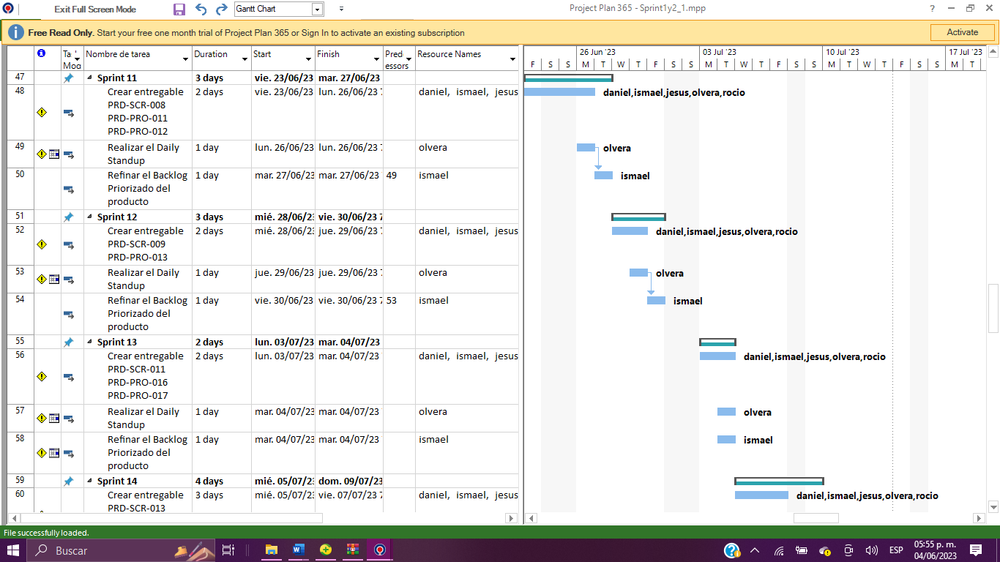 Exit Full Screen Mode
Gantt Chart
Project Plan 365 - Sprint1y2_1.mpp
?
Free Read Only. Start your free one month trial of Project Plan 365 or Sign In to activate an existing subscription
Activate
Ta
Mod
Nombre de tarea
Duration
Start
Finish
Pred
essors
Resource Names
26 Jun '23
03 Jul '23
10 Jul '23
17 Jul '23
F S S M T W T F S S M T W T F S S M T W T F S S M T
47 Sprint 11 3 days vie. 23/06/23 mar. 27/06/23
48 Crear entregable 2 days vie. 23/06/23 lun. 26/06/23 daniel, ismael, jesus
PRD-SCR-008
PRD-PRO-011
PRD-PRO-012
daniel,ismael,jesus,olvera,rocio
49 Realizar el Daily 1 day lun. 26/06/23 lun. 26/06/23 olvera
Standup
olvera
50 Refinar el Backlog 1 day mar. 27/06/23 mar. 27/06/23 49 ismael
Priorizado del
producto
ismael
51 Sprint 12 3 days mié. 28/06/23 vie. 30/06/23
52 Crear entregable 2 days mié. 28/06/23 jue. 29/06/23 daniel, ismael, jesus
PRD-SCR-009
PRD-PRO-013
daniel,ismael,jesus,olvera,rocio
53 Realizar el Daily 1 day jue. 29/06/23 jue. 29/06/23 olvera
Standup
olvera
54 Refinar el Backlog 1 day vie. 30/06/23 vie. 30/06/23 53 ismael
Priorizado del
producto
ismael
55 Sprint 13 2 days lun. 03/07/23 mar. 04/07/23
56 Crear entregable 2 days lun. 03/07/23 mar. 04/07/23 daniel, ismael, jesus
PRD-SCR-011
PRD-PRO-016
PRD-PRO-017
daniel,ismael,jesus,olvera,rocio
57 Realizar el Daily 1 day mar. 04/07/23 mar. 04/07/23 olvera
Standup
olvera
58 Refinar el Backlog 1 day mar. 04/07/23 mar. 04/07/23 ismael
Priorizado del
producto
ismael
59 Sprint 14 4 days mié. 05/07/23 dom. 09/07/23
60 Crear entregable 3 days mié. 05/07/23 vie. 07/07/23 daniel, ismael, jesus
PRD-SCR-013
daniel,ismael,jesus,olvera,rocio
File successfully loaded.
Buscar
ESP
05:55 p. m.
04/06/2023